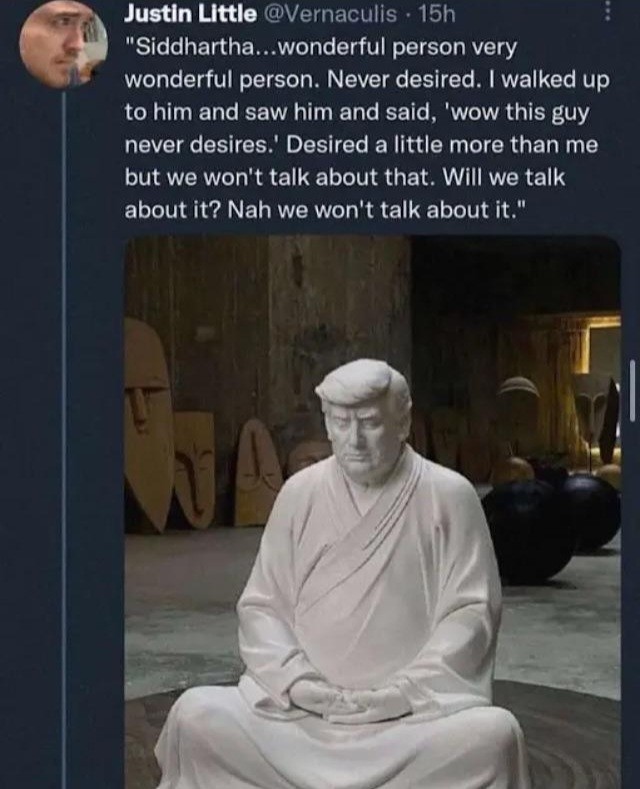 Justin Little @Vernaculis · 15h
"Siddhartha...wonderful person very
wonderful person. Never desired. I walked up
to him and saw him and said, 'wow this guy
never desires.' Desired a little more than me
but we won't talk about that. Will we talk
about it? Nah we won't talk about it."